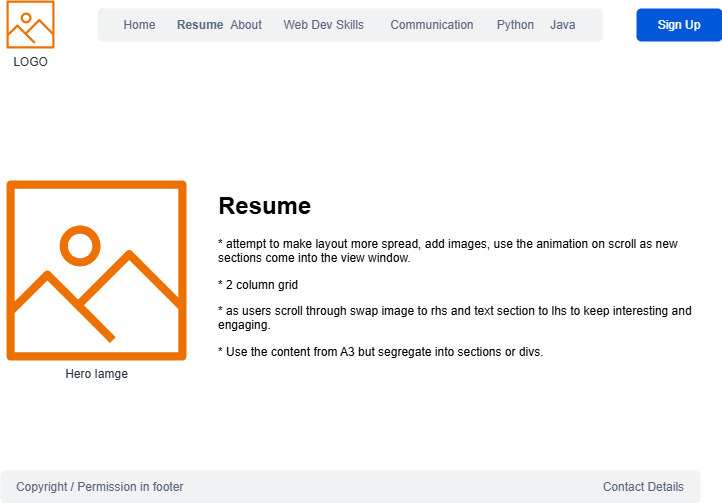 Home Resume About Web Dev Skills Communication Python Java Sign Up
LOGO
Resume
* attempt to make layout more spread, add images, use the animation on scroll as new
sections come into the view window.
* 2 column grid
* as users scroll through swap image to rhs and text section to lhs to keep interesting and
engaging.
* Use the content from A3 but segregate into sections or divs.
Hero Iamge
Copyright / Permission in footer Contact Details